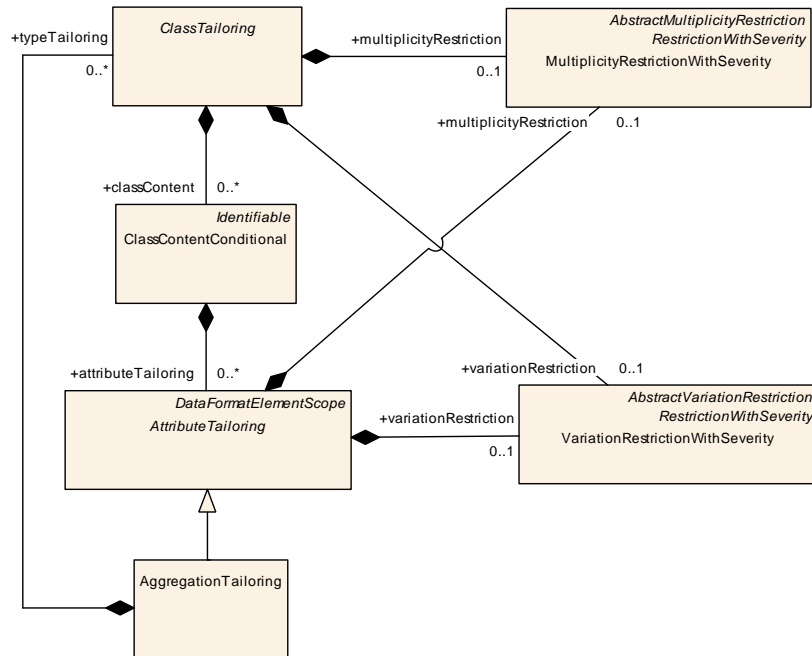 +typeTailoring
0..*
ClassTailoring
+multiplicityRestriction
0..1
AbstractMultiplicityRestriction
RestrictionWithSeverity
MultiplicityRestrictionWithSeverity
+multiplicityRestriction
0..1
+classContent
0..*
Identifiable
ClassContentConditional
+attributeTailoring
0..*
+variationRestriction
0..1
DataFormatElementScope
AttributeTailoring
+variationRestriction
0..1
AbstractVariationRestriction
RestrictionWithSeverity
VariationRestrictionWithSeverity
AggregationTailoring